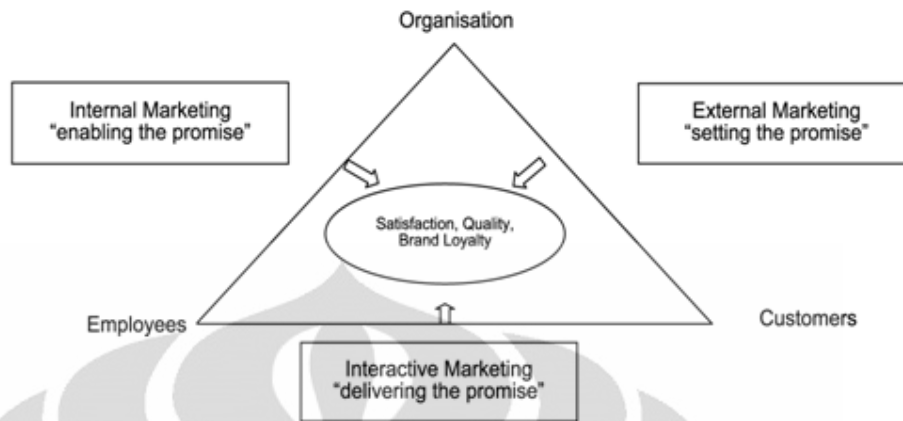 Organisation
Internal Marketing
“enabling the promise”
External Marketing
“setting the promise”
Satisfaction, Quality,
Brand Loyalty
Employees
Customers
Interactive Marketing
“delivering the promise”